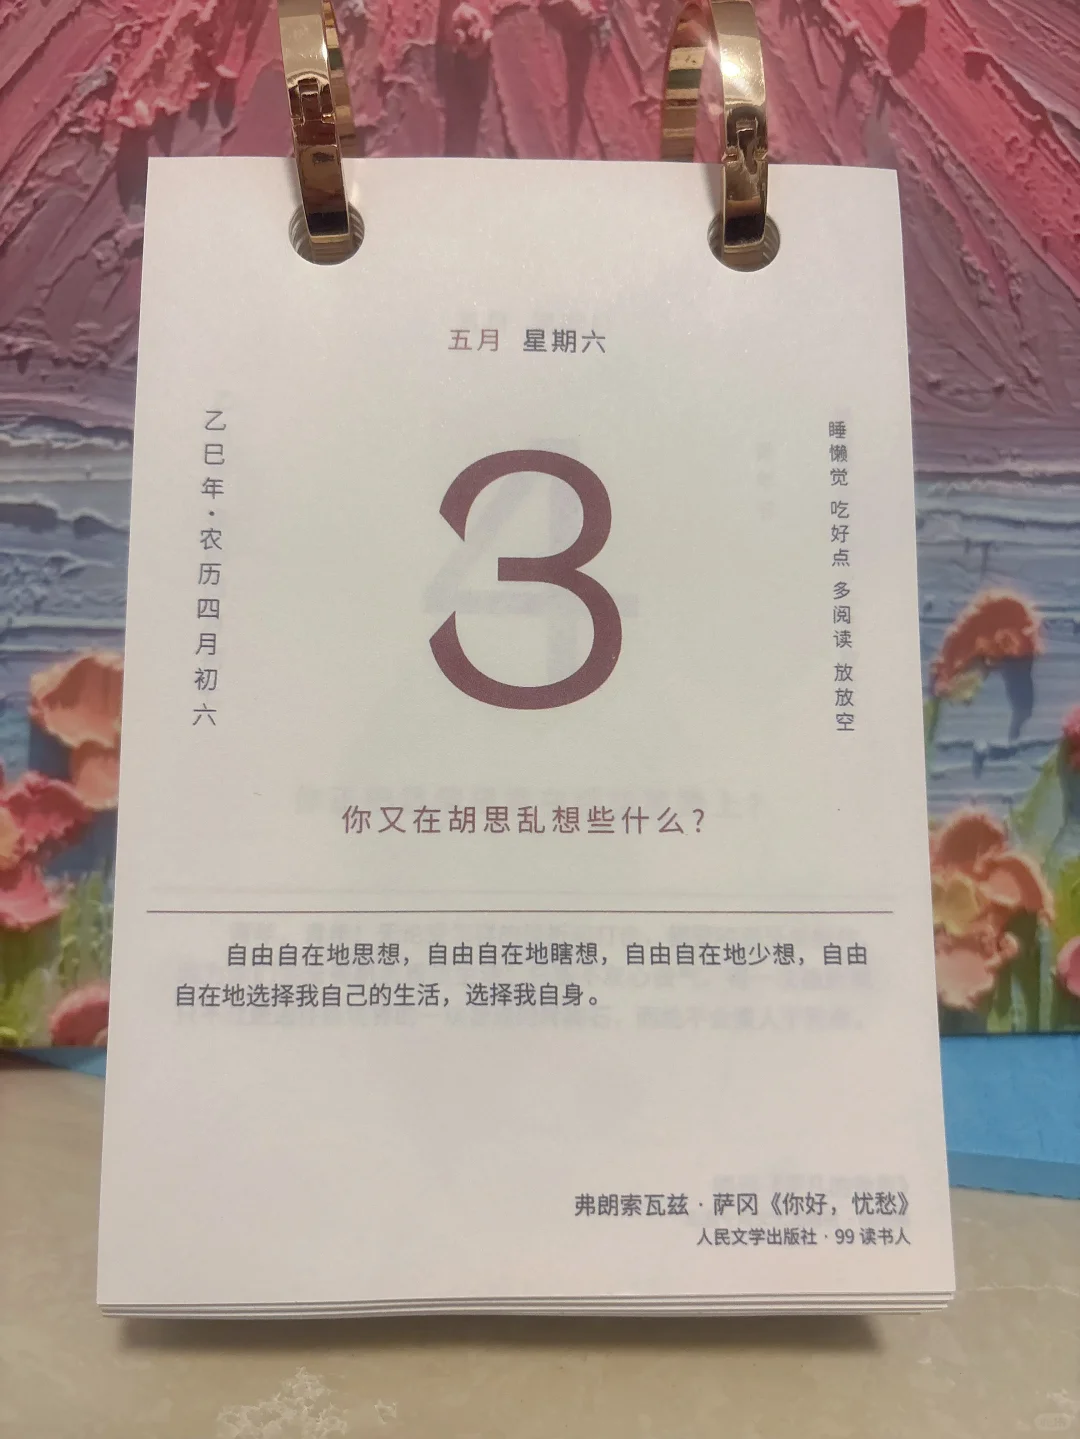 五月 星期六
乙巳年·农历四月初六
3
睡懒觉 吃好点 多阅读 放放空
你又在胡思乱想些什么?
自由自在地思想，自由自在地瞎想，自由自在地少想，自由
自在地选择我自己的生活，选择我自身。
弗朗索瓦兹·萨冈《你好，忧愁》
人民文学出版社·99 读书人